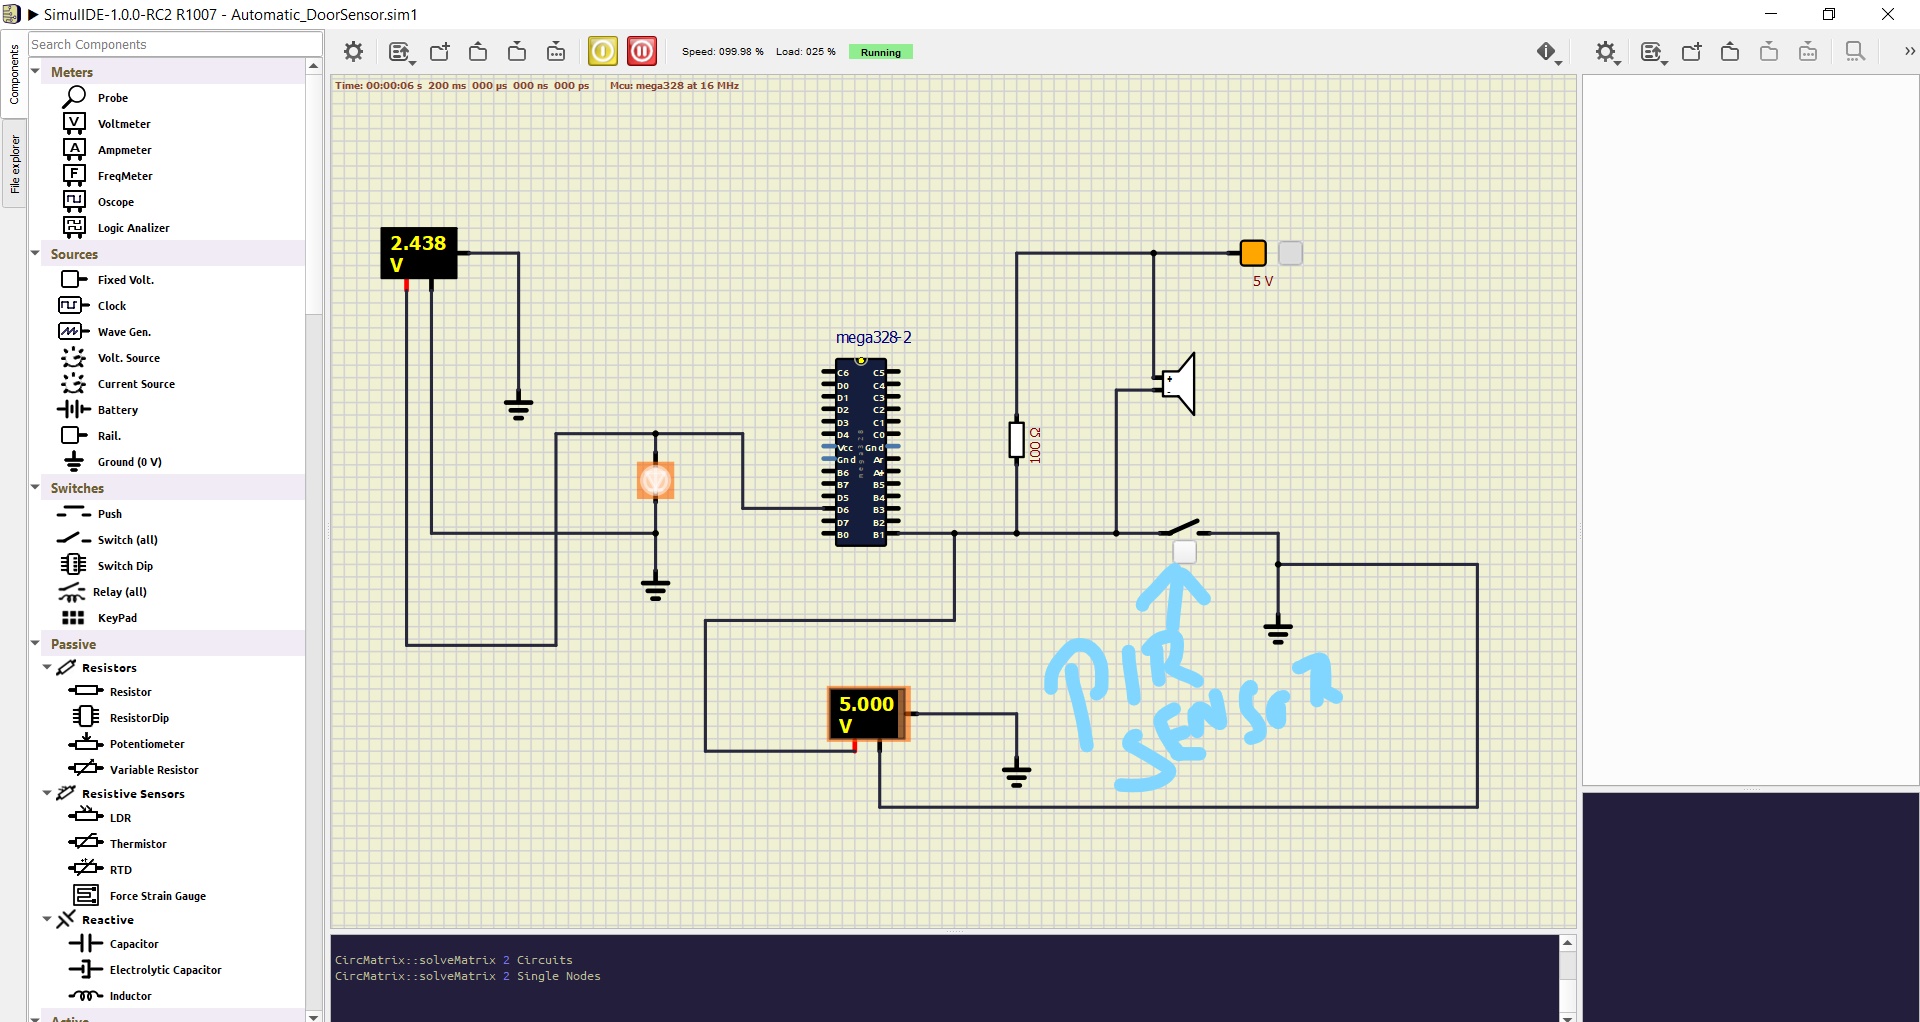 SimulIDE-1.0.0-RC2 R1007 - Automatic_DoorSensor.sim1
Components
File explorer
Search Components
Meters
Probe
Voltmeter
Ampmeter
FreqMeter
Oscope
Logic Analizer
Sources
Fixed Volt.
Clock
Wave Gen.
Volt. Source
Current Source
Battery
Rail.
Ground (0 V)
Switches
Push
Switch (all)
Switch Dip
Relay (all)
KeyPad
Passive
Resistors
Resistor
ResistorDip
Potentiometer
Variable Resistor
Resistive Sensors
LDR
Thermistor
RTD
Force Strain Gauge
Reactive
Capacitor
Electrolytic Capacitor
Inductor
Active
Speed: 099.98 % Load: 025 % Running
Time: 00:00:06 s 200 ms 000 µs 000 ns 000 ps Mcu: mega328 at 16 MHz
2.438
V
5 V
mega328-2
C6 C5
D0 C4
D1 C3
D2 C2
D3 C1
D4 C0
Vcc Gnd
Gnd Ar
B6 A+
B7 B5
D5 B4
D6 B3
D7 B2
B0 B1
mega328
+
-
100 Ω
5.000
V
PIR
SENSOR
CircMatrix::solveMatrix 2 Circuits
CircMatrix::solveMatrix 2 Single Nodes